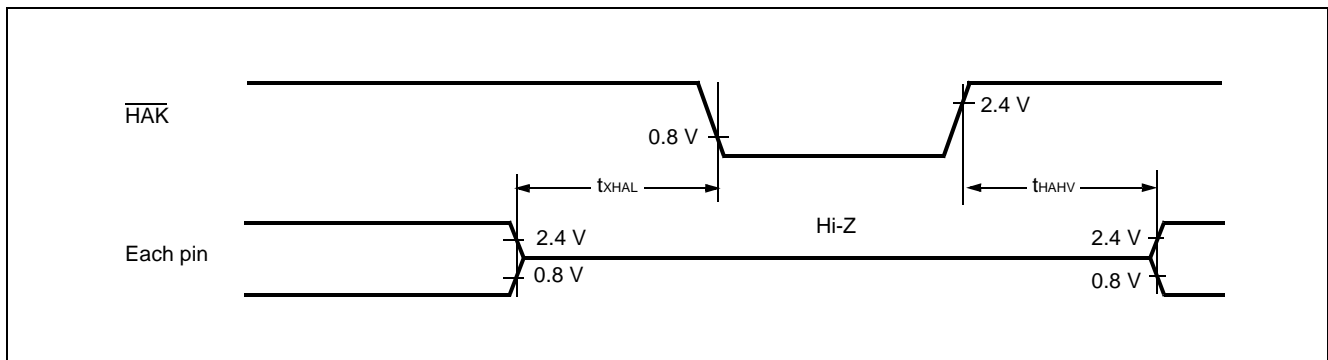 HAK
2.4 V
0.8 V
tXHAL
tHAHV
Hi-Z
Each pin
2.4 V
2.4 V
0.8 V
0.8 V